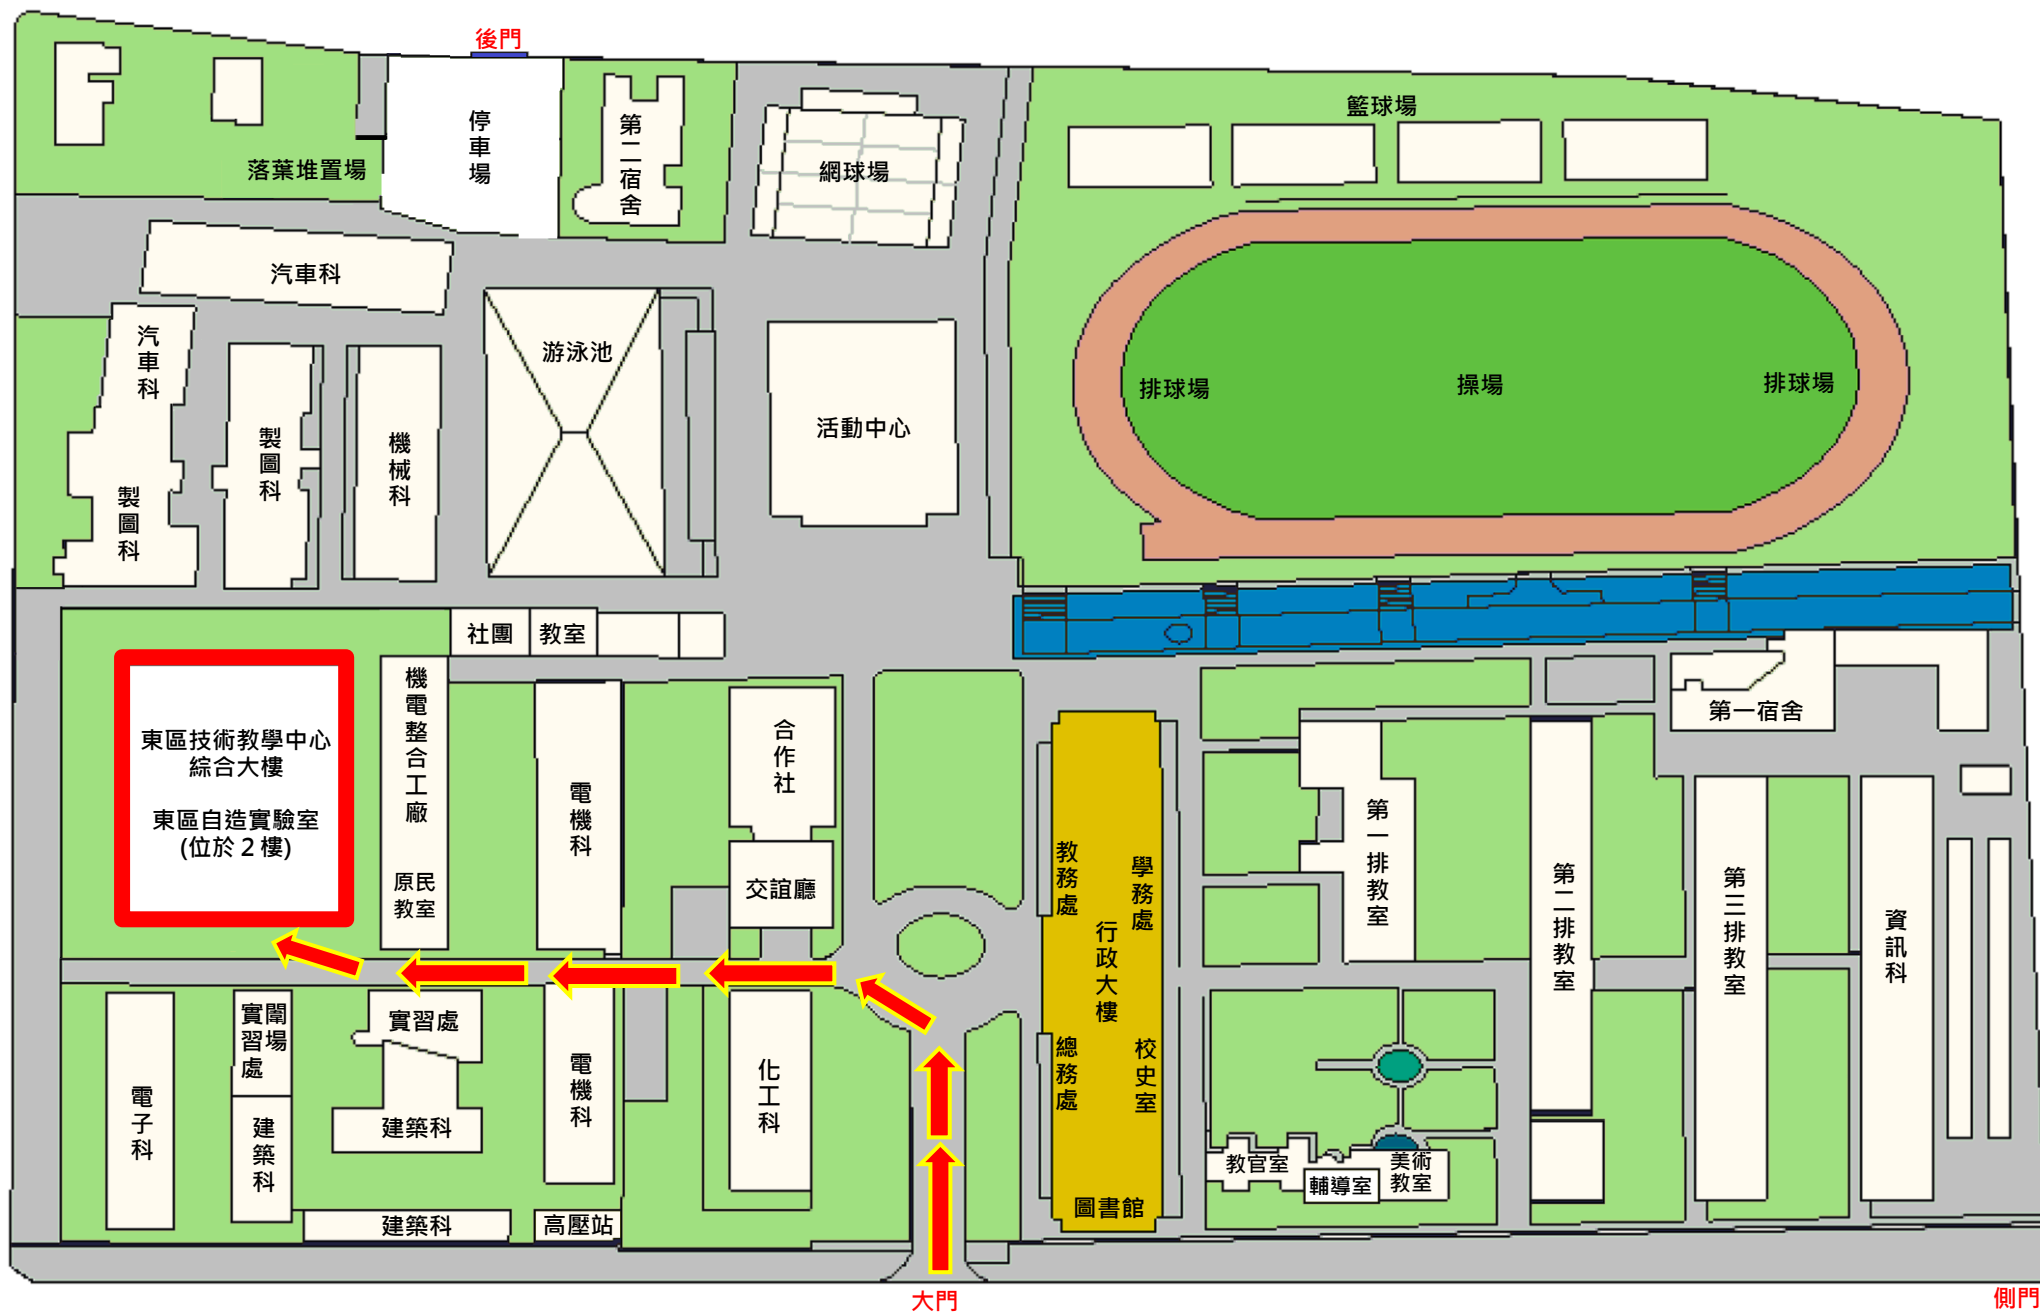 後門
籃球場
停車場
第二宿舍
落葉堆置場
網球場
汽車科
汽車科
游泳池
排球場
操場
排球場
活動中心
製圖科
機械科
製圖科
社團
教室
機電整合工廠
第一宿舍
東區技術教學中心
綜合大樓
東區自造實驗室
(位於2樓)
合作社
電機科
原民
教室
交誼廳
教務處
學務處
行政大樓
第一排教室
第二排教室
第三排教室
資訊科
實習處
闈場
實習處
電子科
建築科
建築科
電機科
化工科
總務處
校史室
教官室
輔導室
美術
教室
圖書館
建築科
高壓站
大門
側門